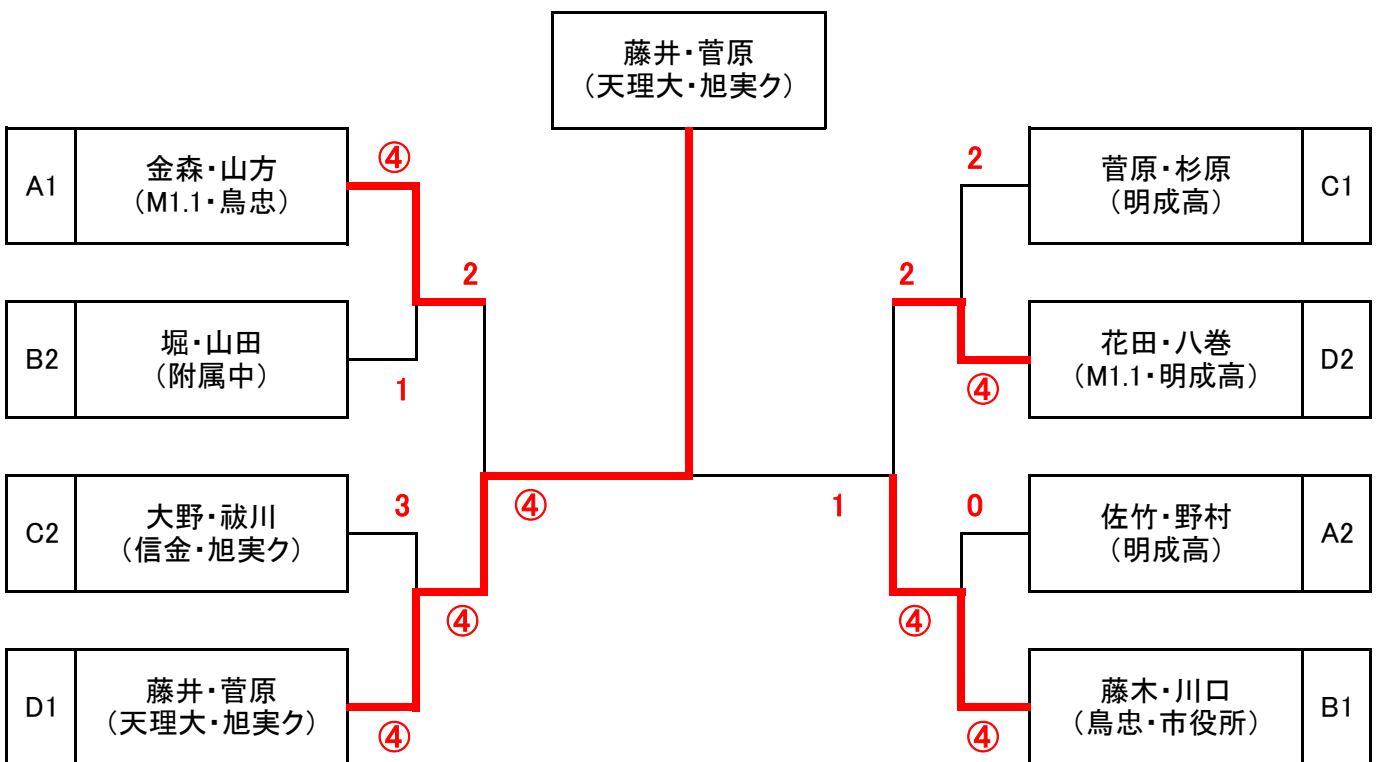 藤井・菅原
（天理大・旭実ク）
A1
金森・山方
（M1.1・鳥忠）
④
2
菅原・杉原
（明成高）
C1
2
2
B2
堀・山田
（附属中）
1
④
花田・八巻
（M1.1・明成高）
D2
C2
大野・祓川
（信金・旭実ク）
3
④
1
0
佐竹・野村
（明成高）
A2
④
④
D1
藤井・菅原
（天理大・旭実ク）
④
④
藤木・川口
（鳥忠・市役所）
B1